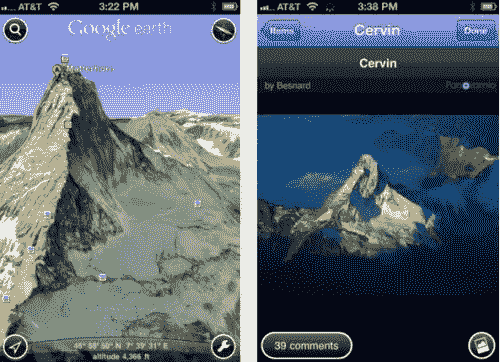 AT&T 3:22 PM
Google earth
Matterhorn
45° 58' 50" N 7° 39' 31" E
altitude 4,366 ft
AT&T 3:38 PM
Items Cervin Done
Cervin
by Besnard Panoramio
39 comments